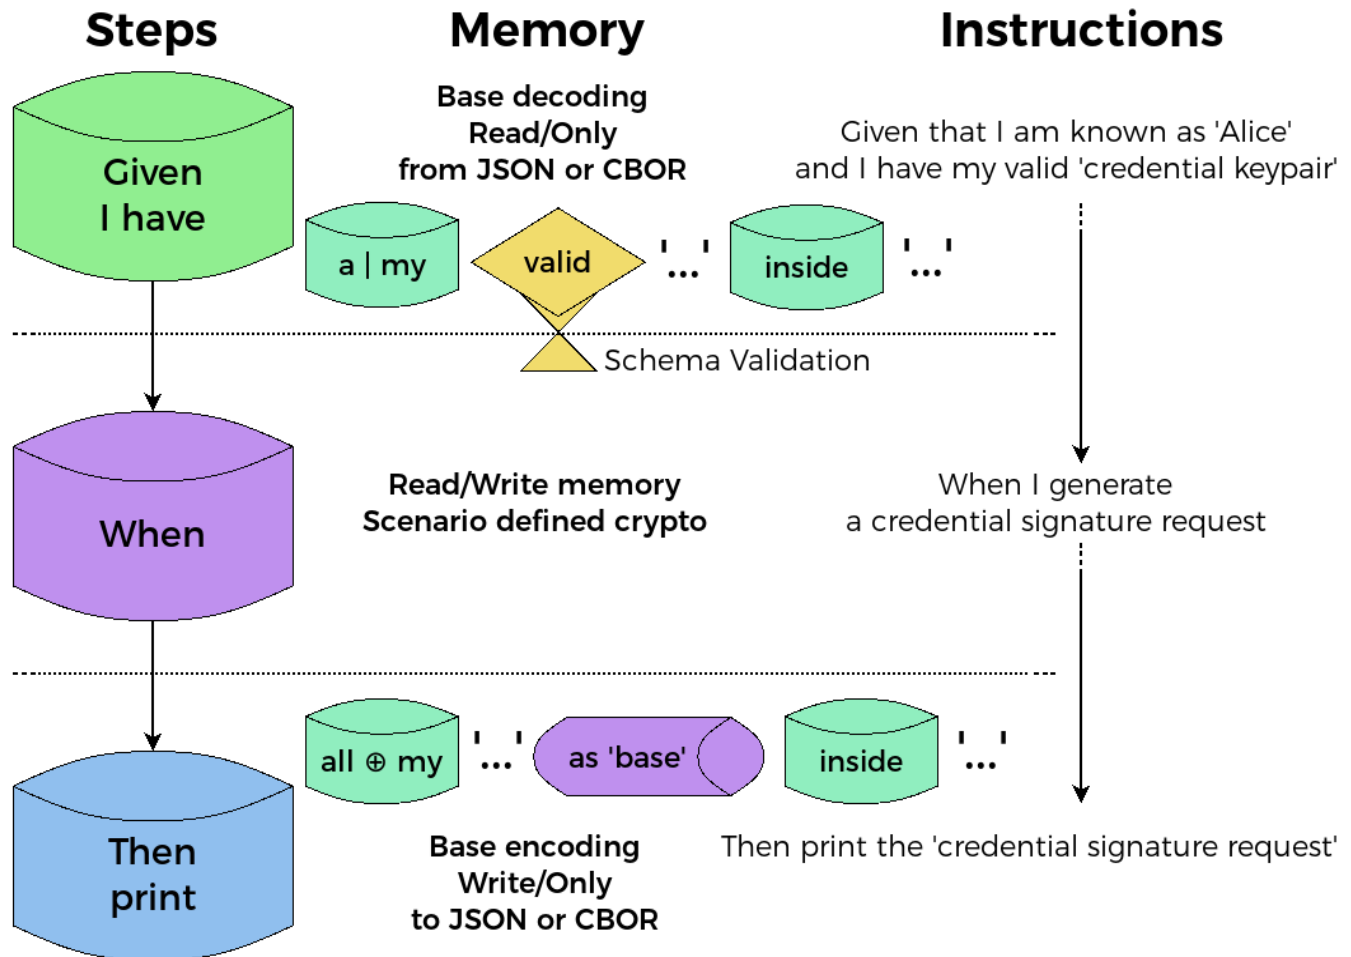 Steps
Memory
Instructions
Given
I have
Base decoding
Read/Only
from JSON or CBOR
Given that I am known as 'Alice'
and I have my valid 'credential keypair'
a | my
valid
'...'
inside
'...'
Schema Validation
When
Read/Write memory
Scenario defined crypto
When I generate
a credential signature request
all ⊕ my
'...'
as 'base'
inside
'...'
Then
print
Base encoding
Write/Only
to JSON or CBOR
Then print the 'credential signature request'